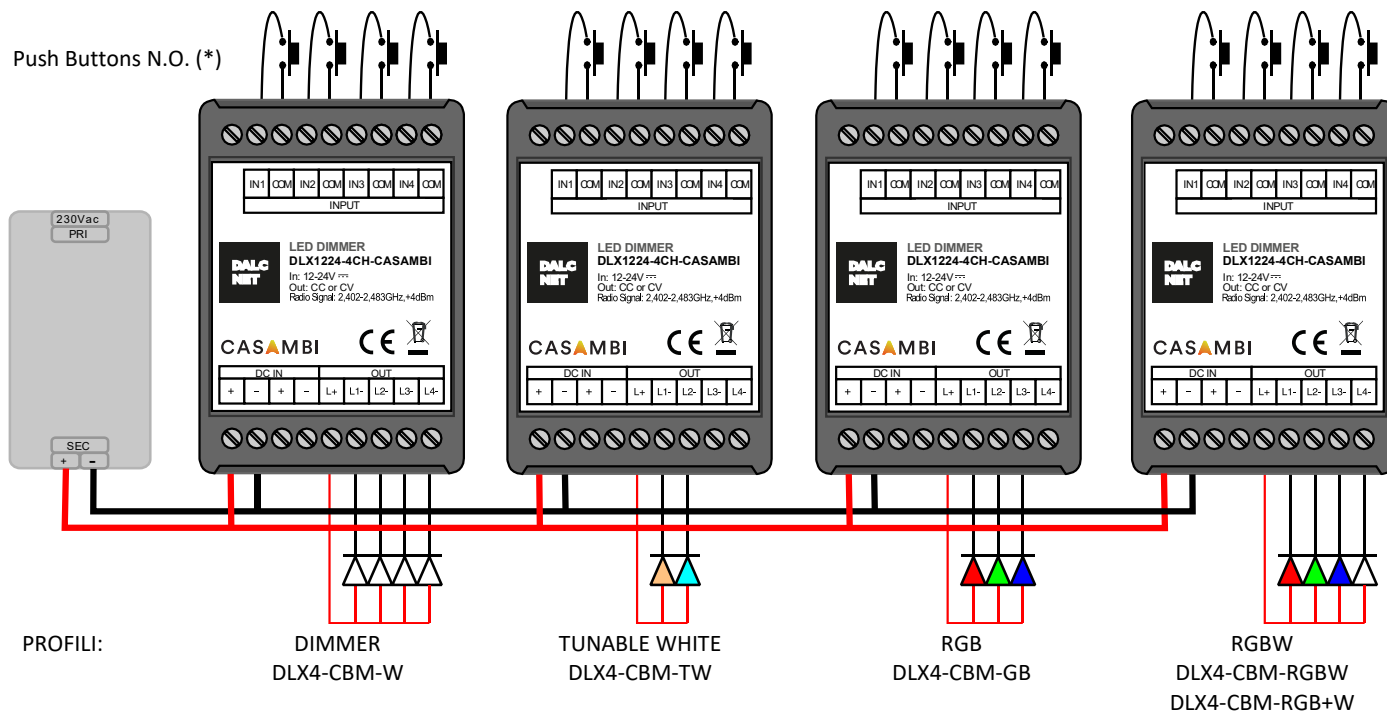 Push Buttons N.O. (*)
230Vac
PRI
SEC
+ –
IN1 COM IN2 COM IN3 COM IN4 COM
INPUT
DALC
NET
LED DIMMER
DLX1224-4CH-CASAMBI
In: 12-24V ⎓
Out: CC or CV
Radio Signal: 2,402-2,483GHz,+4dBm
CASAMBI
CE
DC IN OUT
+ – + – L+ L1- L2- L3- L4-
IN1 COM IN2 COM IN3 COM IN4 COM
INPUT
DALC
NET
LED DIMMER
DLX1224-4CH-CASAMBI
In: 12-24V ⎓
Out: CC or CV
Radio Signal: 2,402-2,483GHz,+4dBm
CASAMBI
CE
DC IN OUT
+ – + – L+ L1- L2- L3- L4-
IN1 COM IN2 COM IN3 COM IN4 COM
INPUT
DALC
NET
LED DIMMER
DLX1224-4CH-CASAMBI
In: 12-24V ⎓
Out: CC or CV
Radio Signal: 2,402-2,483GHz,+4dBm
CASAMBI
CE
DC IN OUT
+ – + – L+ L1- L2- L3- L4-
IN1 COM IN2 COM IN3 COM IN4 COM
INPUT
DALC
NET
LED DIMMER
DLX1224-4CH-CASAMBI
In: 12-24V ⎓
Out: CC or CV
Radio Signal: 2,402-2,483GHz,+4dBm
CASAMBI
CE
DC IN OUT
+ – + – L+ L1- L2- L3- L4-
PROFILI:
DIMMER
DLX4-CBM-W
TUNABLE WHITE
DLX4-CBM-TW
RGB
DLX4-CBM-GB
RGBW
DLX4-CBM-RGBW
DLX4-CBM-RGB+W